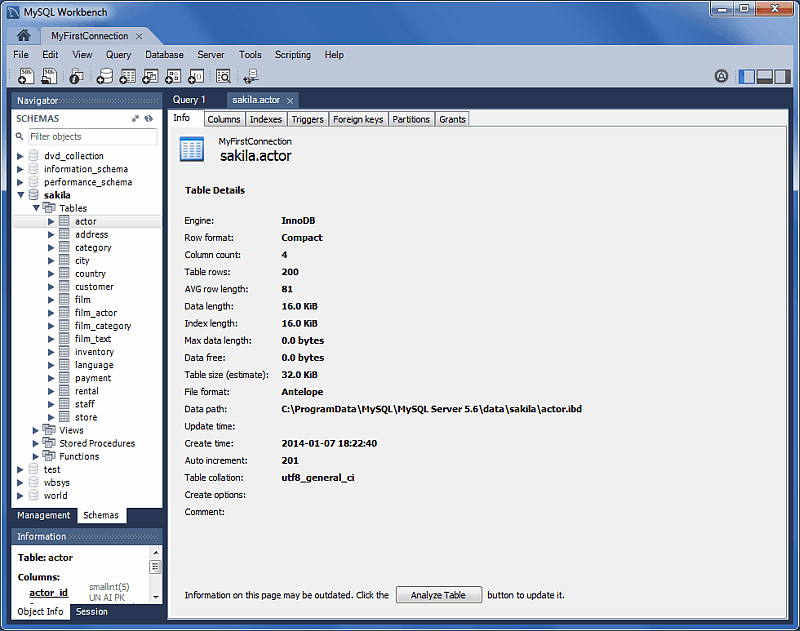 MySQL Workbench
MyFirstConnection
File Edit View Query Database Server Tools Scripting Help
Navigator
SCHEMAS
Filter objects
dvd_collection
information_schema
performance_schema
sakila
Tables
actor
address
category
city
country
customer
film
film_actor
film_category
film_text
inventory
language
payment
rental
staff
store
Views
Stored Procedures
Functions
test
wbsys
world
Management Schemas
Information
Table: actor
Columns:
actor_id smallint(5)
UN AI PK
Object Info Session
Query 1 sakila.actor
Info Columns Indexes Triggers Foreign keys Partitions Grants
MyFirstConnection
sakila.actor
Table Details
Engine: InnoDB
Row format: Compact
Column count: 4
Table rows: 200
AVG row length: 81
Data length: 16.0 KiB
Index length: 16.0 KiB
Max data length: 0.0 bytes
Data free: 0.0 bytes
Table size (estimate): 32.0 KiB
File format: Antelope
Data path: C:\ProgramData\MySQL\MySQL Server 5.6\data\sakila\actor.ibd
Update time:
Create time: 2014-01-07 18:22:40
Auto increment: 201
Table collation: utf8_general_ci
Create options:
Comment:
Information on this page may be outdated. Click the Analyze Table button to update it.